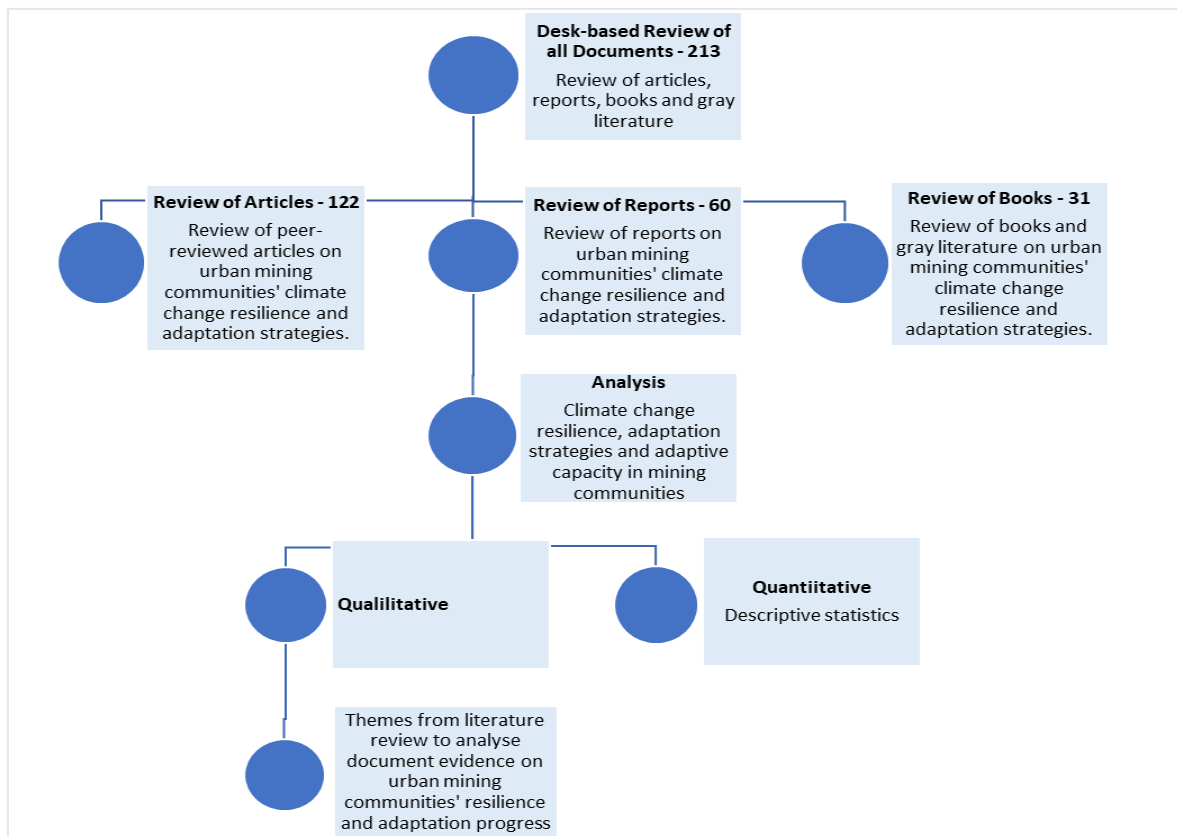 Desk-based Review of
all Documents - 213
Review of articles,
reports, books and gray
literature
Review of Articles - 122
Review of peer-
reviewed articles on
urban mining
communities' climate
change resilience and
adaptation strategies.
Review of Reports - 60
Review of reports on
urban mining
communities' climate
change resilience and
adaptation strategies.
Review of Books - 31
Review of books and
gray literature on urban
mining communities'
climate change
resilience and
adaptation strategies.
Analysis
Climate change
resilience, adaptation
strategies and adaptive
capacity in mining
communities
Qualilitative
Quantiitative
Descriptive statistics
Themes from literature
review to analyse
document evidence on
urban mining
communities' resilience
and adaptation progress